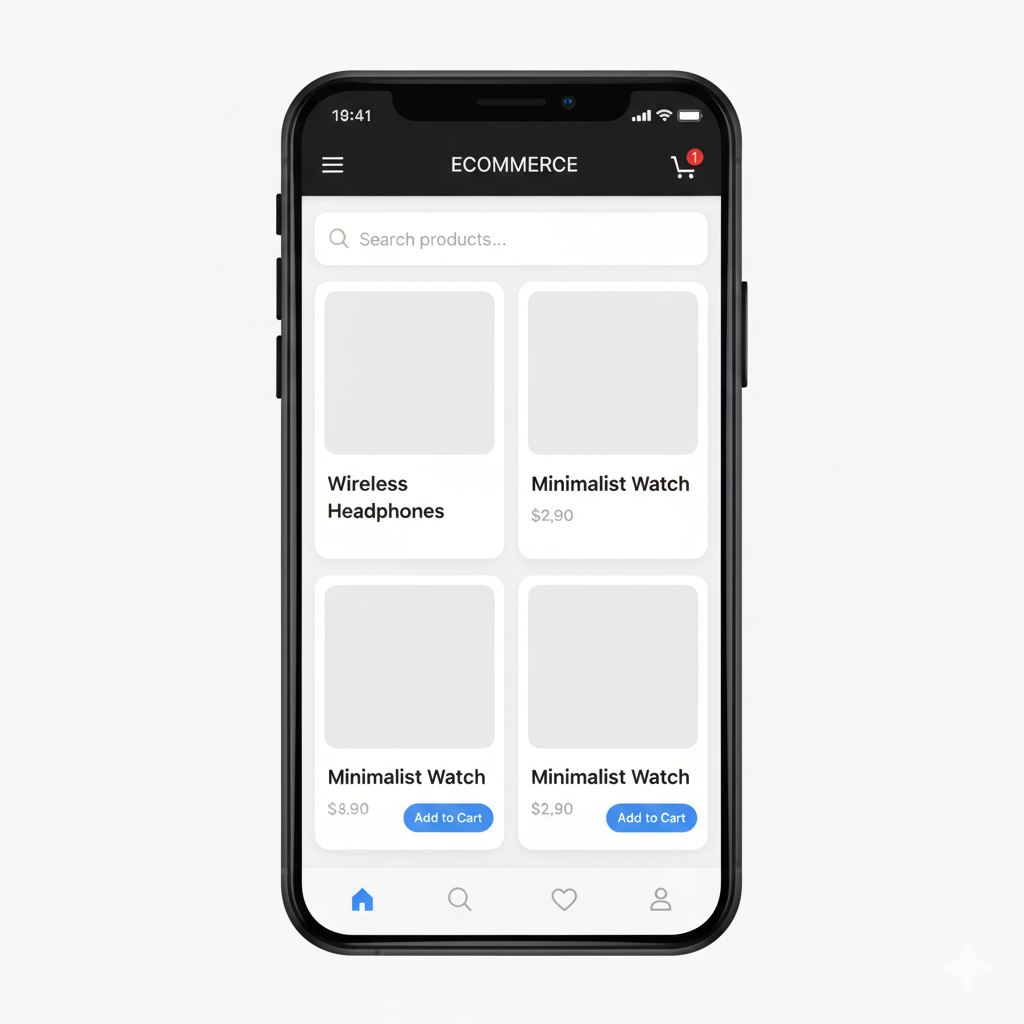 19:41
ECOMMERCE
1
Search products...
Wireless
Headphones
Minimalist Watch
$2,90
Minimalist Watch
$8.90
Add to Cart
Minimalist Watch
$2,90
Add to Cart